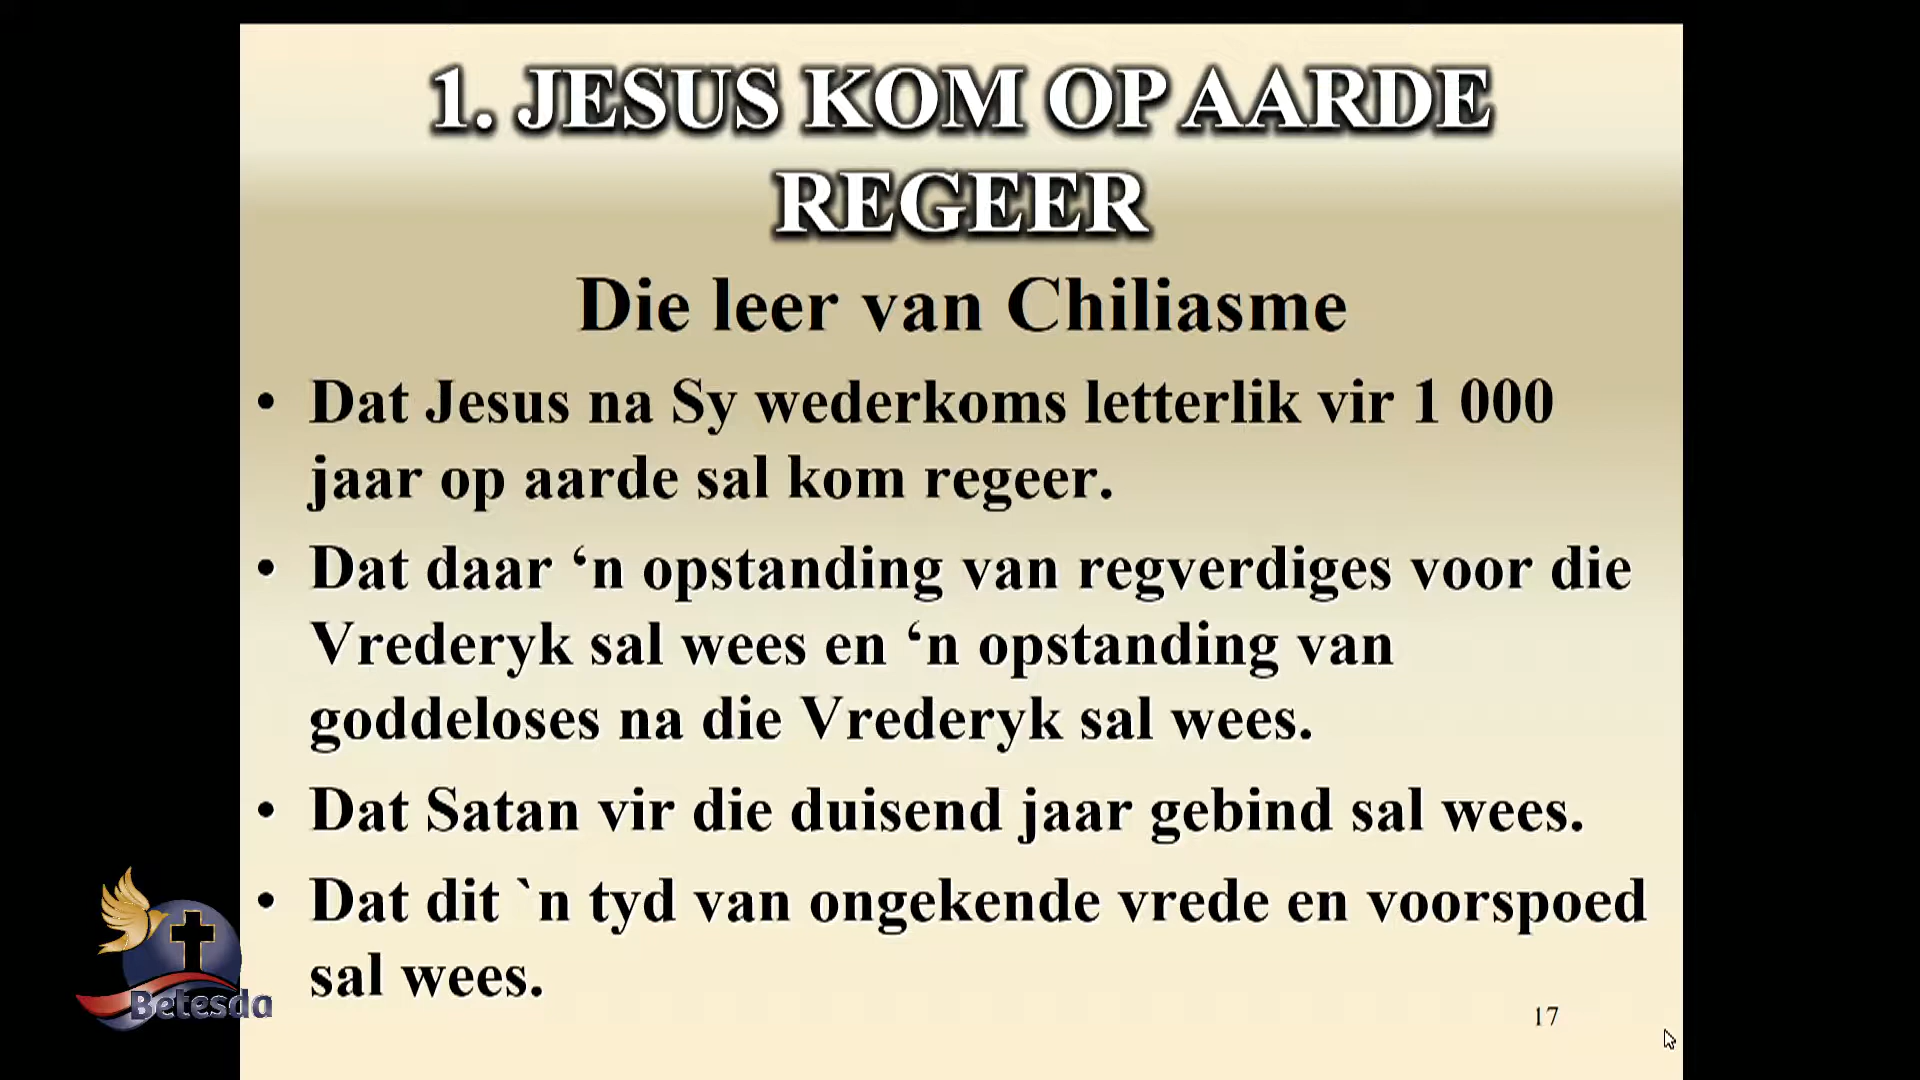 1. JESUS KOM OP AARDE
REGEER
Die leer van Chiliasme
• Dat Jesus na Sy wederkoms letterlik vir 1 000
jaar op aarde sal kom regeer.
• Dat daar ‘n opstanding van regverdiges voor die
Vrederyk sal wees en ‘n opstanding van
goddeloses na die Vrederyk sal wees.
• Dat Satan vir die duisend jaar gebind sal wees.
• Dat dit `n tyd van ongekende vrede en voorspoed
sal wees.
Betesda
17